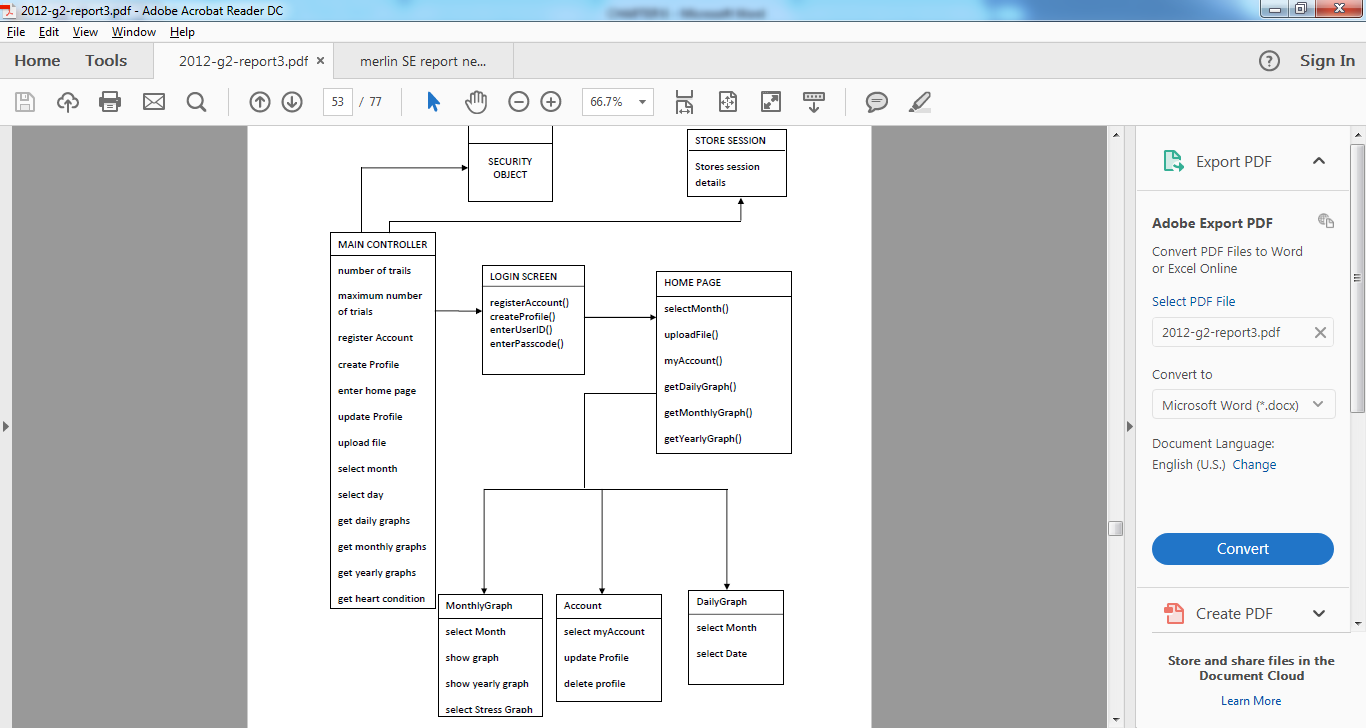 2012-g2-report3.pdf - Adobe Acrobat Reader DC
File Edit View Window Help
Home Tools 2012-g2-report3.pdf × merlin SE report ne... Sign In
53 / 77 66.7%
SECURITY
OBJECT
STORE SESSION
Stores session
details
MAIN CONTROLLER
number of trails
maximum number
of trials
register Account
create Profile
enter home page
update Profile
upload file
select month
select day
get daily graphs
get monthly graphs
get yearly graphs
get heart condition
LOGIN SCREEN
registerAccount()
createProfile()
enterUserID()
enterPasscode()
HOME PAGE
selectMonth()
uploadFile()
myAccount()
getDailyGraph()
getMonthlyGraph()
getYearlyGraph()
MonthlyGraph
select Month
show graph
show yearly graph
select Stress Graph
Account
select myAccount
update Profile
delete profile
DailyGraph
select Month
select Date
Export PDF
Adobe Export PDF
Convert PDF Files to Word
or Excel Online
Select PDF File
2012-g2-report3.pdf
Convert to
Microsoft Word (*.docx)
Document Language:
English (U.S.) Change
Convert
Create PDF
Store and share files in the
Document Cloud
Learn More